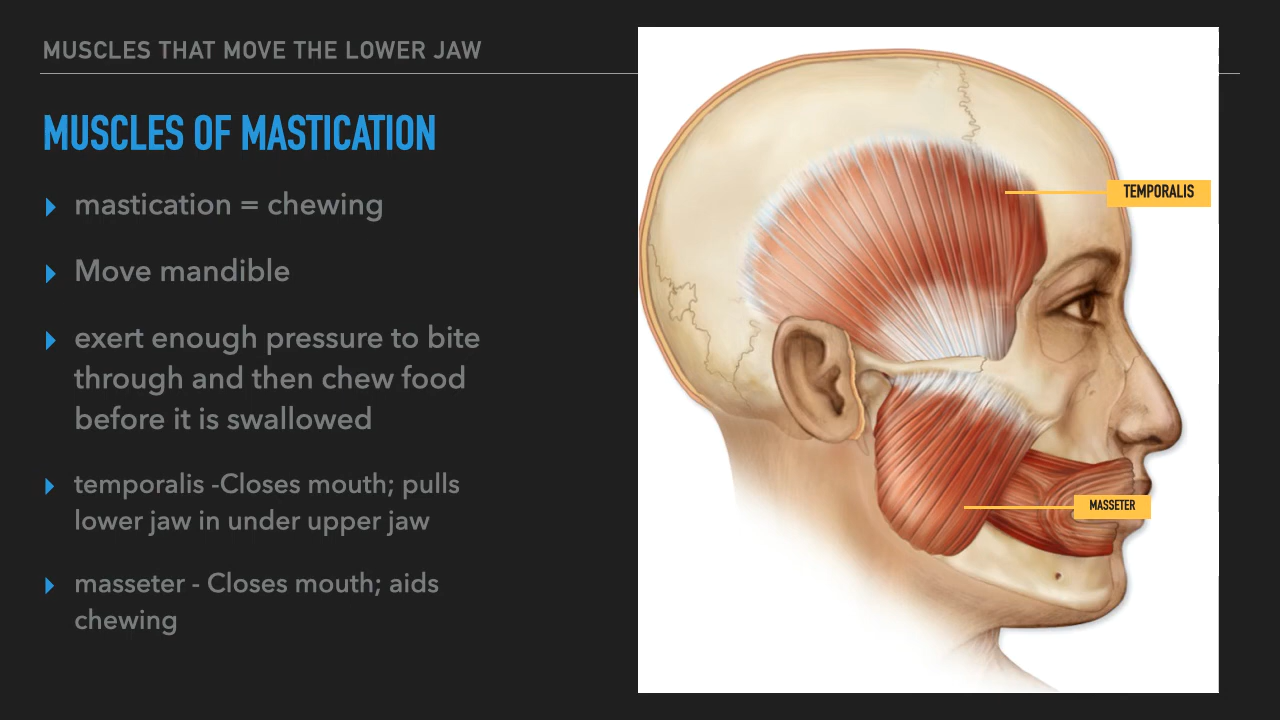 MUSCLES THAT MOVE THE LOWER JAW
MUSCLES OF MASTICATION
mastication = chewing
Move mandible
exert enough pressure to bite
through and then chew food
before it is swallowed
temporalis -Closes mouth; pulls
lower jaw in under upper jaw
masseter - Closes mouth; aids
chewing
TEMPORALIS
MASSETER